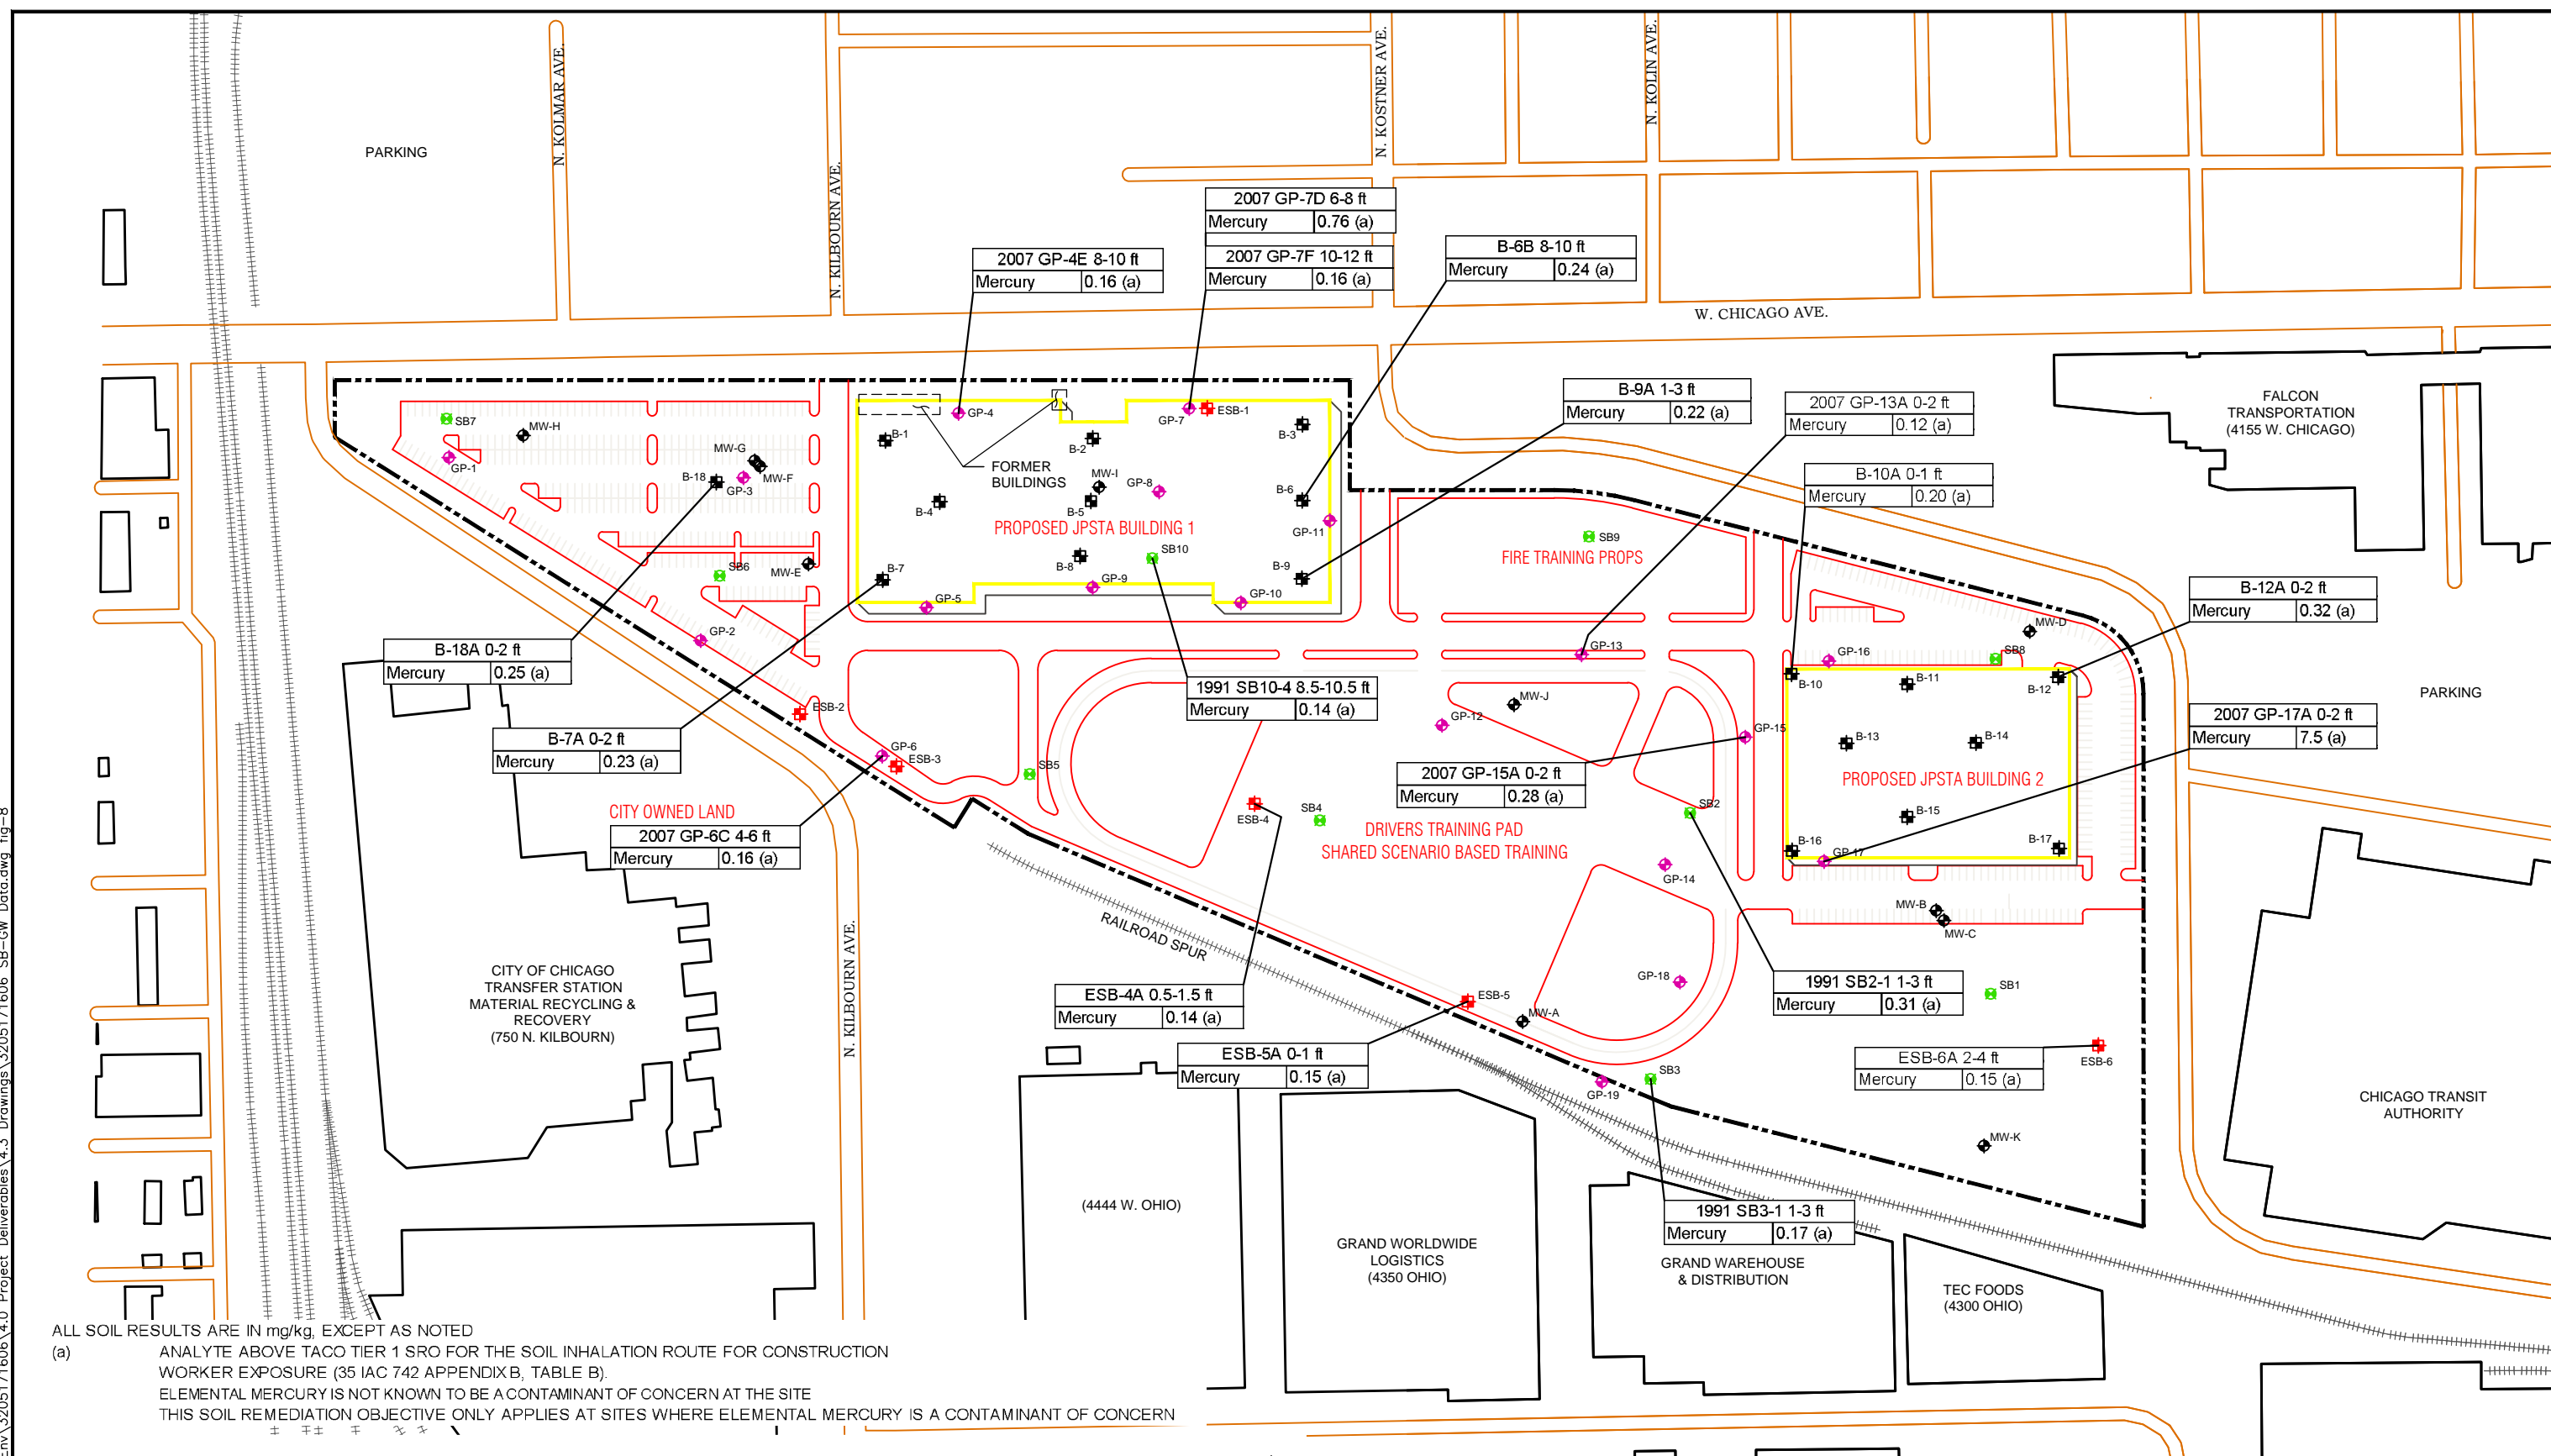 N. KOLMAR AVE.
N. KILBOURN AVE.
N. KOSTNER AVE.
N. KOLIN AVE.
PARKING
2007 GP-7D 6-8 ft
Mercury 0.76 (a)
2007 GP-7F 10-12 ft
Mercury 0.16 (a)
2007 GP-4E 8-10 ft
Mercury 0.16 (a)
B-6B 8-10 ft
Mercury 0.24 (a)
W. CHICAGO AVE.
B-9A 1-3 ft
Mercury 0.22 (a)
2007 GP-13A 0-2 ft
Mercury 0.12 (a)
B-10A 0-1 ft
Mercury 0.20 (a)
FALCON
TRANSPORTATION
(4155 W. CHICAGO)
SB7
MW-H
GP-1
MW-G
MW-F
B-18
GP-3
SB6
MW-E
GP-2
GP-4
GP-7
ESB-1
B-1
B-2
B-3
FORMER
BUILDINGS
MW-I
GP-8
B-4
B-5
B-6
GP-11
PROPOSED JPSTA BUILDING 1
B-7
B-8
SB10
B-9
GP-9
GP-5
GP-10
SB9
FIRE TRAINING PROPS
GP-13
B-12A 0-2 ft
Mercury 0.32 (a)
MW-D
GP-16
SB8
B-10
B-11
B-12
PARKING
2007 GP-17A 0-2 ft
Mercury 7.5 (a)
B-13
B-14
PROPOSED JPSTA BUILDING 2
B-15
B-16
GP-17
B-17
B-18A 0-2 ft
Mercury 0.25 (a)
B-7A 0-2 ft
Mercury 0.23 (a)
ESB-2
GP-6
ESB-3
SB5
CITY OWNED LAND
2007 GP-6C 4-6 ft
Mercury 0.16 (a)
1991 SB10-4 8.5-10.5 ft
Mercury 0.14 (a)
MW-J
GP-12
GP-15
2007 GP-15A 0-2 ft
Mercury 0.28 (a)
ESB-4
SB4
SB2
DRIVERS TRAINING PAD
SHARED SCENARIO BASED TRAINING
GP-14
RAILROAD SPUR
N. KILBOURN AVE.
MW-B
MW-C
GP-18
ESB-5
MW-A
SB1
1991 SB2-1 1-3 ft
Mercury 0.31 (a)
ESB-4A 0.5-1.5 ft
Mercury 0.14 (a)
ESB-5A 0-1 ft
Mercury 0.15 (a)
ESB-6A 2-4 ft
Mercury 0.15 (a)
ESB-6
SB3
GP-19
MW-K
CITY OF CHICAGO
TRANSFER STATION
MATERIAL RECYCLING &
RECOVERY
(750 N. KILBOURN)
CHICAGO TRANSIT
AUTHORITY
1991 SB3-1 1-3 ft
Mercury 0.17 (a)
(4444 W. OHIO)
GRAND WORLDWIDE
LOGISTICS
(4350 OHIO)
GRAND WAREHOUSE
& DISTRIBUTION
TEC FOODS
(4300 OHIO)
ALL SOIL RESULTS ARE IN mg/kg, EXCEPT AS NOTED
(a) ANALYTE ABOVE TACO TIER 1 SRO FOR THE SOIL INHALATION ROUTE FOR CONSTRUCTION
WORKER EXPOSURE (35 IAC 742 APPENDIX B, TABLE B).
ELEMENTAL MERCURY IS NOT KNOWN TO BE A CONTAMINANT OF CONCERN AT THE SITE
THIS SOIL REMEDIATION OBJECTIVE ONLY APPLIES AT SITES WHERE ELEMENTAL MERCURY IS A CONTAMINANT OF CONCERN